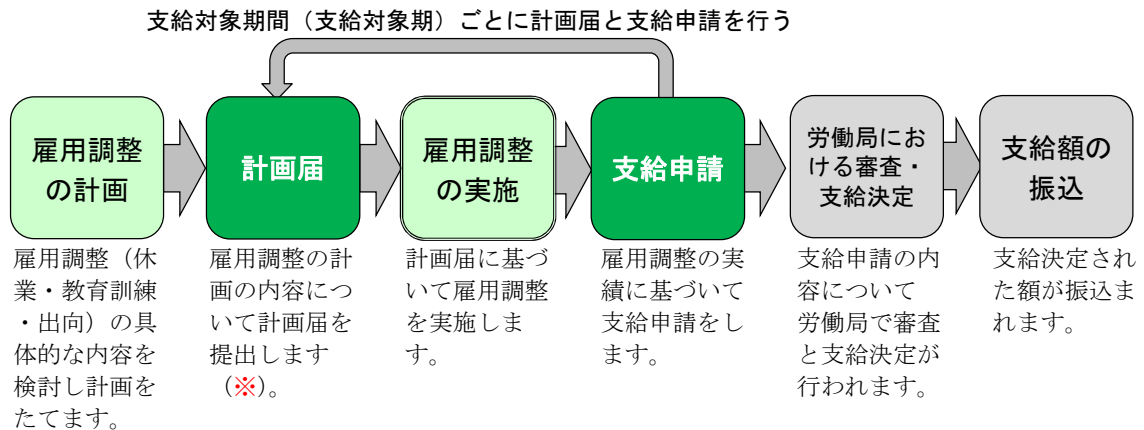 支給対象期間（支給対象期）ごとに計画届と支給申請を行う
雇用調整
の計画
計画届
雇用調整
の実施
支給申請
労働局にお
ける審査・
支給決定
支給額の
振込
雇用調整（休
業・教育訓練
・出向）の具
体的な内容を
検討し計画を
たてます。
雇用調整の計
画の内容につ
いて計画届を
提出します
（※）。
計画届に基づ
いて雇用調整
を実施しま
す。
雇用調整の実
績に基づいて
支給申請をし
ます。
支給申請の内
容について
労働局で審査
と支給決定が
行われます。
支給決定され
た額が振込ま
れます。